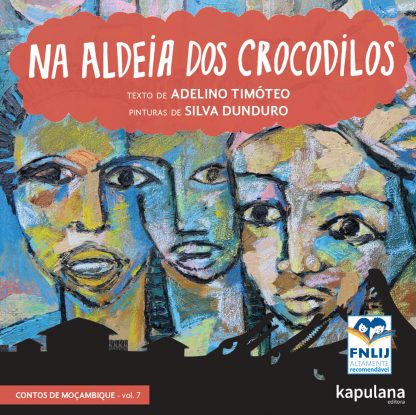 NA ALDEIA DOS CROCODILOS
TEXTO DE ADELINO TIMÓTEO
PINTURAS DE SILVA DUNDURO
FNLIJ
ALTAMENTE
recomendável
CONTOS DE MOÇAMBIQUE - vol. 7
kapulana
editora